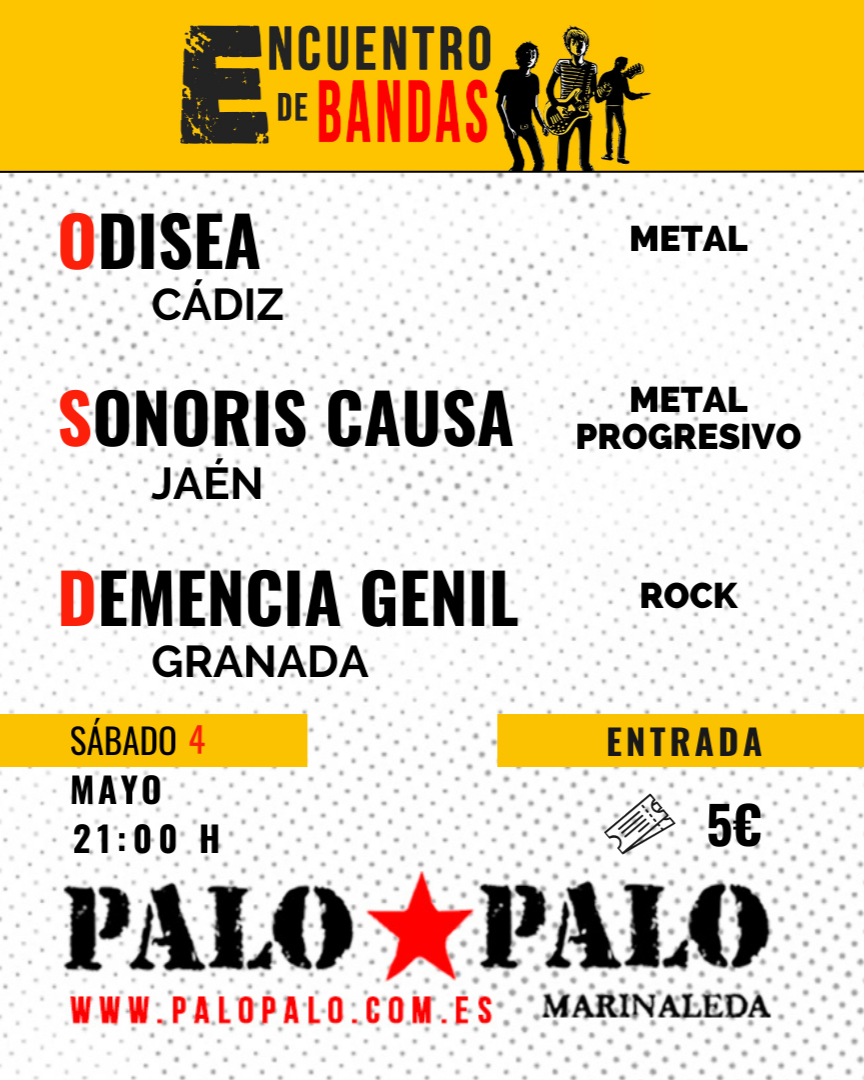 ENCUENTRO
DE BANDAS
ODISEA
METAL
CÁDIZ
SONORIS CAUSA
METAL
PROGRESIVO
JAÉN
DEMENCIA GENIL
ROCK
GRANADA
SÁBADO 4
ENTRADA
MAYO
21:00 H
5€
PALO PALO
WWW.PALOPALO.COM.ES
MARINALEDA